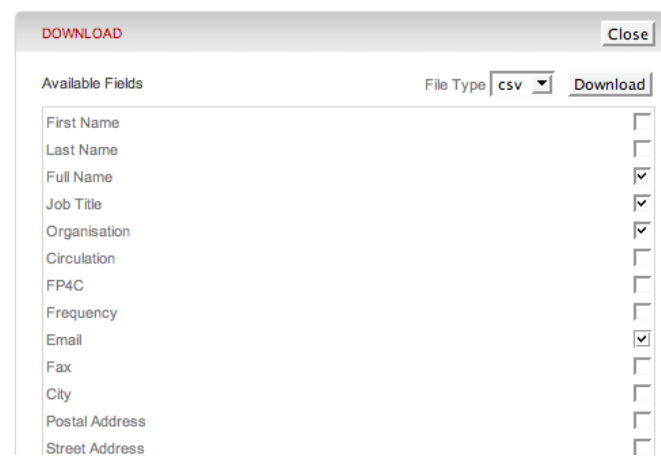 DOWNLOAD Close
Available Fields File Type csv Download
First Name
Last Name
Full Name
Job Title
Organisation
Circulation
FP4C
Frequency
Email
Fax
City
Postal Address
Street Address